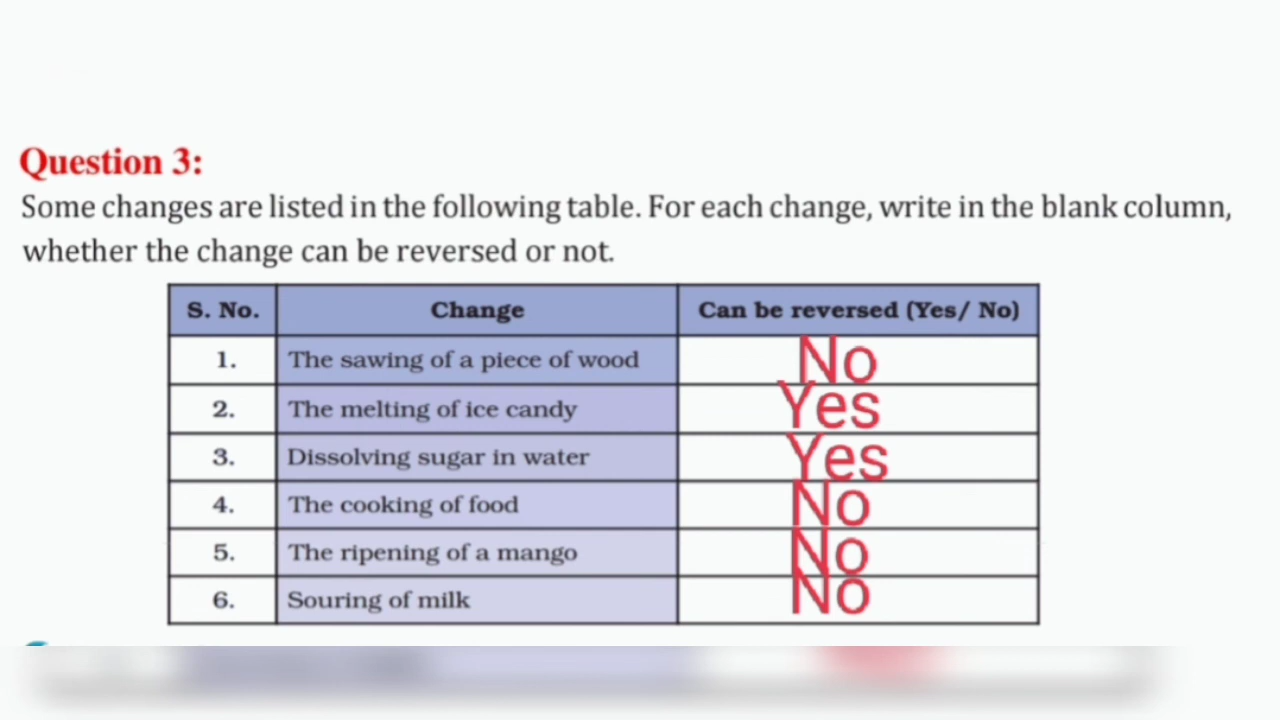 Question 3:
Some changes are listed in the following table. For each change, write in the blank column,
whether the change can be reversed or not.
S. No. Change Can be reversed (Yes/ No)
1. The sawing of a piece of wood No
2. The melting of ice candy Yes
3. Dissolving sugar in water Yes
4. The cooking of food No
5. The ripening of a mango No
6. Souring of milk No